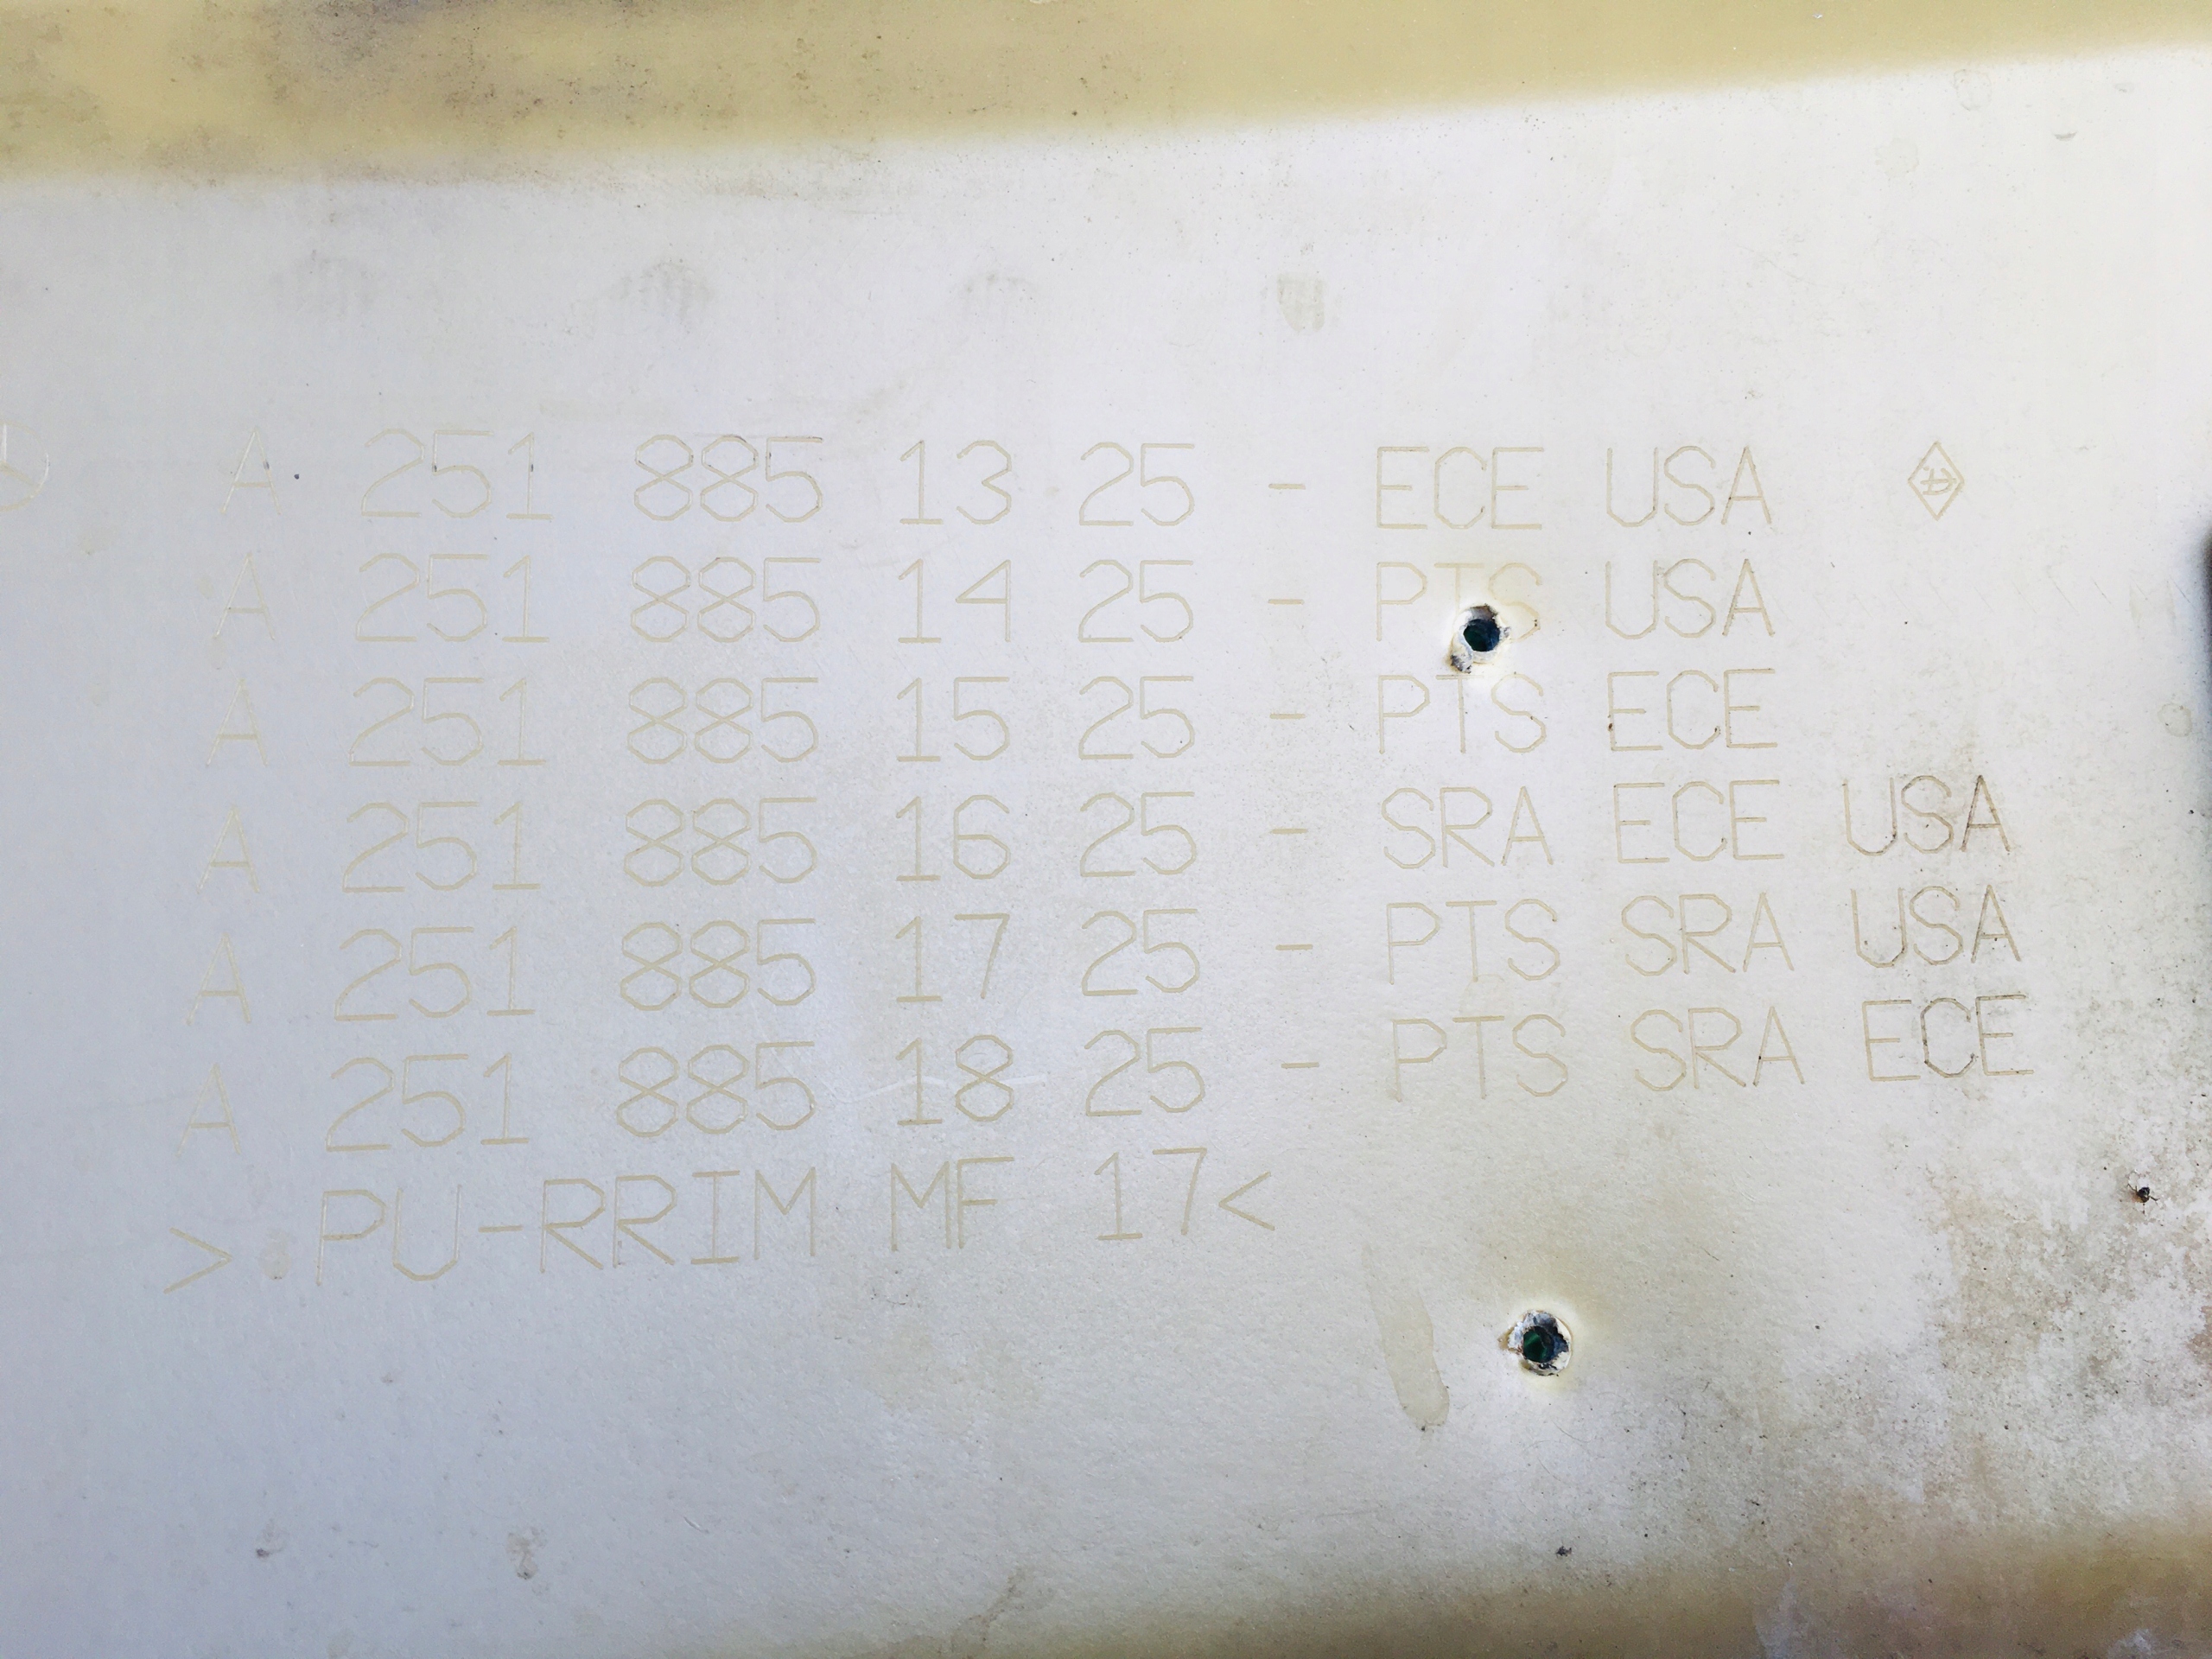 A 251 885 13 25 - ECE USA
A 251 885 14 25 - PTS USA
A 251 885 15 25 - PTS ECE
A 251 885 16 25 - SRA ECE USA
A 251 885 17 25 - PTS SRA USA
A 251 885 18 25 - PTS SRA ECE
> PU-RRIM MF 17<